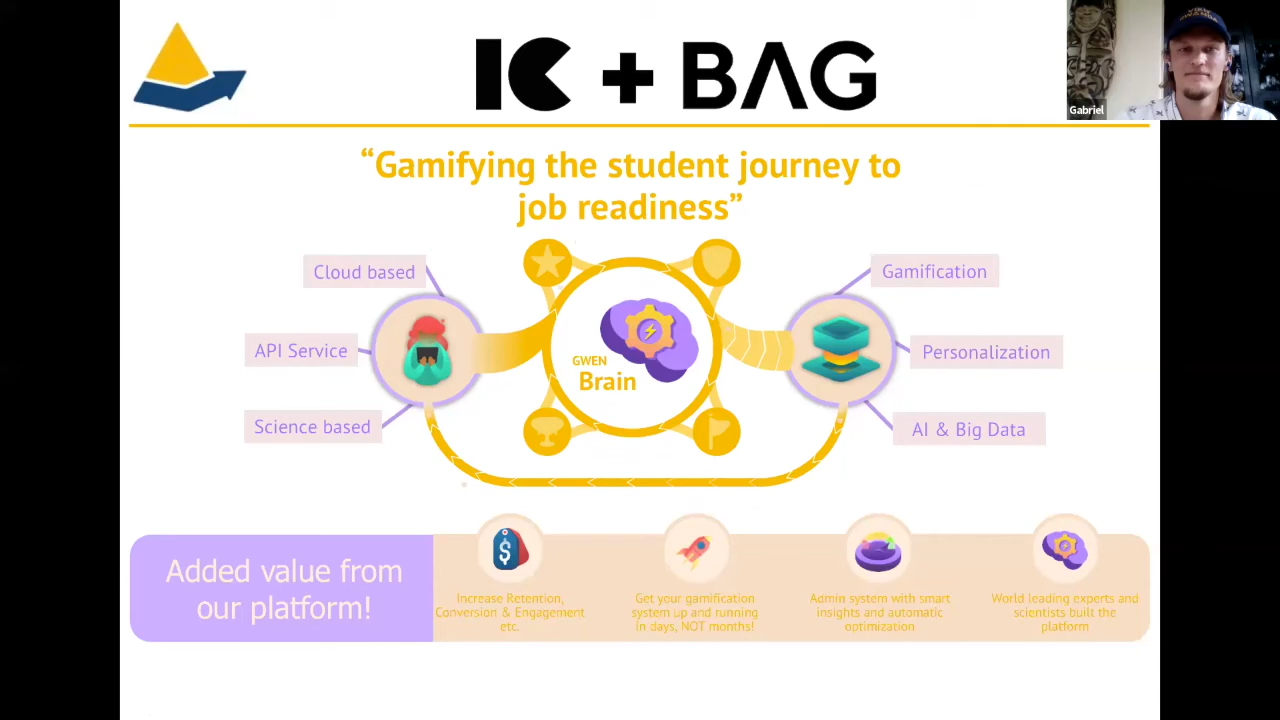 IC + BAG
Gabriel
“Gamifying the student journey to
job readiness”
Cloud based
API Service
Science based
GWEN
Brain
Gamification
Personalization
AI & Big Data
Added value from
our platform!
Increase Retention,
Conversion & Engagement
etc.
Get your gamification
system up and running
in days, NOT months!
Admin system with smart
insights and automatic
optimization
World leading experts and
scientists built the
platform